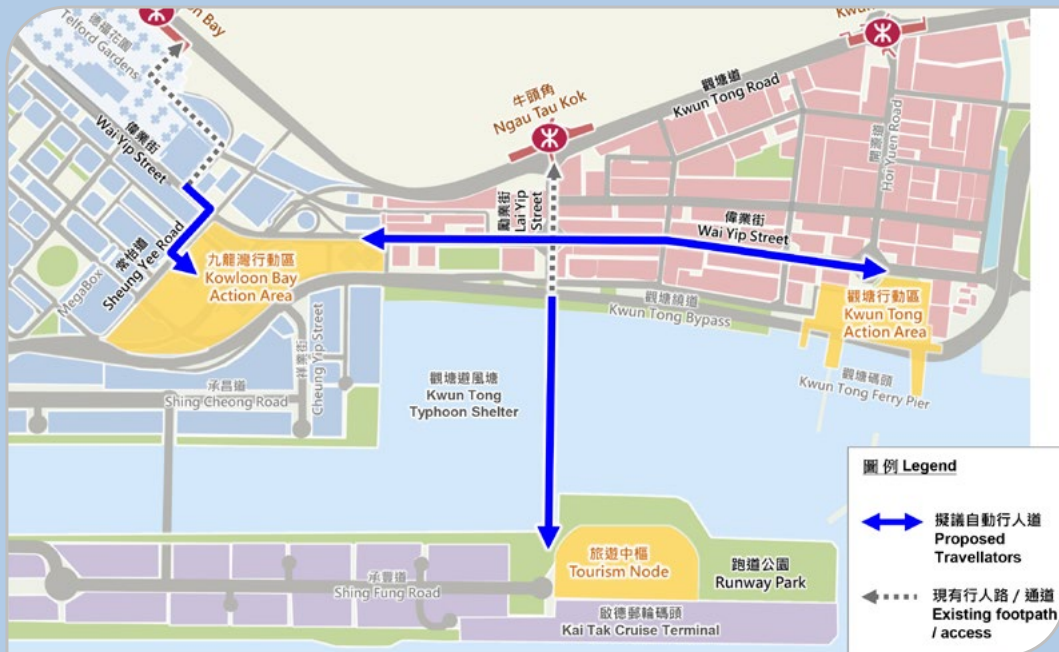 on Bay
Kwun
德福花園
Telford Gardens
牛頭角
Ngau Tau Kok
觀塘道
Kwun Tong Road
偉業街
Wai Yip Street
開源道
Hoi Yuen Road
勵業街
Lai Yip
Street
偉業街
Wai Yip Street
常怡道
Sheung Yee Road
MegaBox
九龍灣行動區
Kowloon Bay
Action Area
觀塘繞道
Kwun Tong Bypass
觀塘行動區
Kwun Tong
Action Area
祥業街
Cheung Yip Street
承昌道
Shing Cheong Road
觀塘避風塘
Kwun Tong
Typhoon Shelter
觀塘碼頭
Kwun Tong Ferry Pier
圖例 Legend
擬議自動行人道
Proposed
Travellators
現有行人路 / 通道
Existing footpath
/ access
旅遊中樞
Tourism Node
跑道公園
Runway Park
承豐道
Shing Fung Road
啟德郵輪碼頭
Kai Tak Cruise Terminal